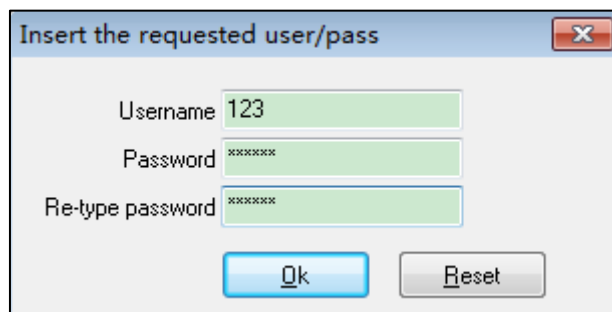 Insert the requested user/pass
Username 123
Password ******
Re-type password ******
Ok Reset